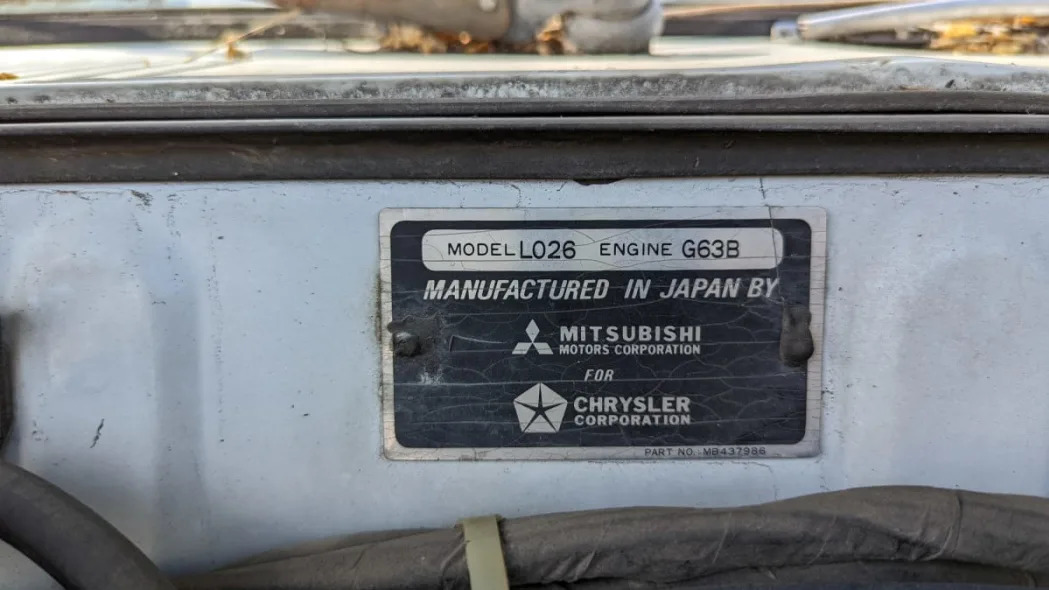 MODEL L026 ENGINE G63B
MANUFACTURED IN JAPAN BY
MITSUBISHI
MOTORS CORPORATION
FOR
CHRYSLER
CORPORATION
PART NO. MB437986